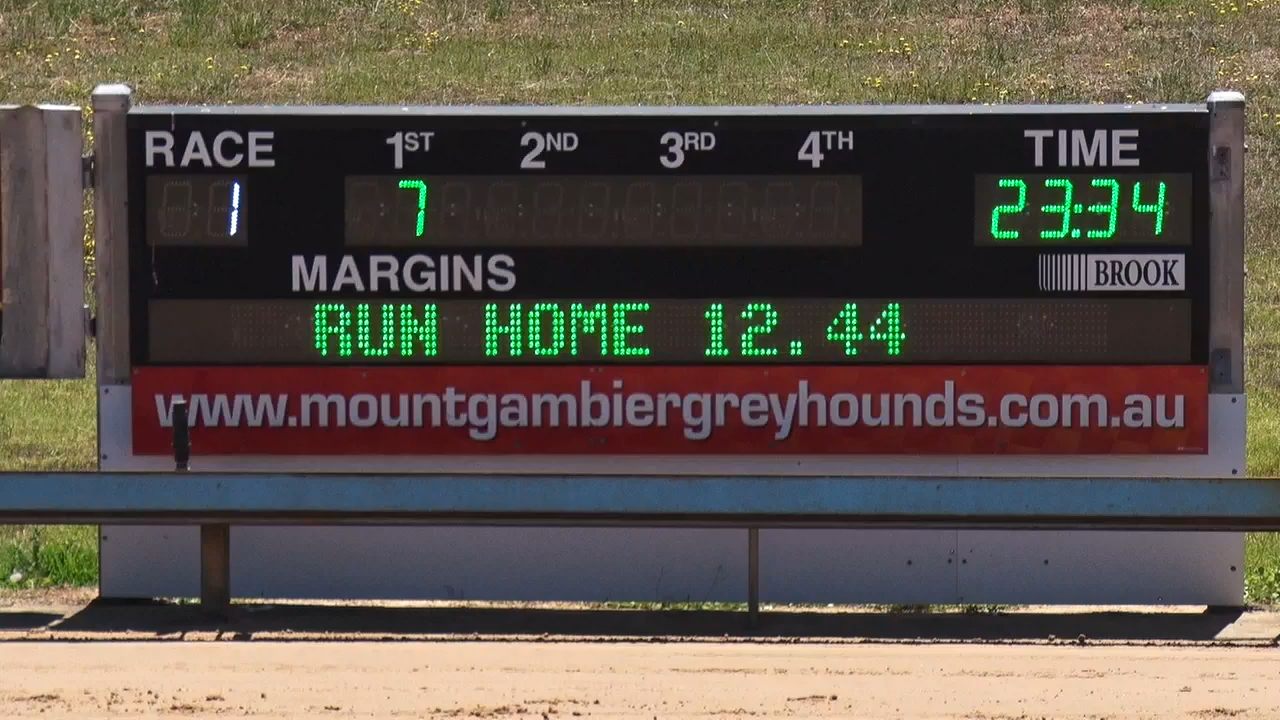 RACE 1ST 2ND 3RD 4TH TIME
1 7 23:34
MARGINS BROOK
RUN HOME 12.44
www.mountgambiergreyhounds.com.au